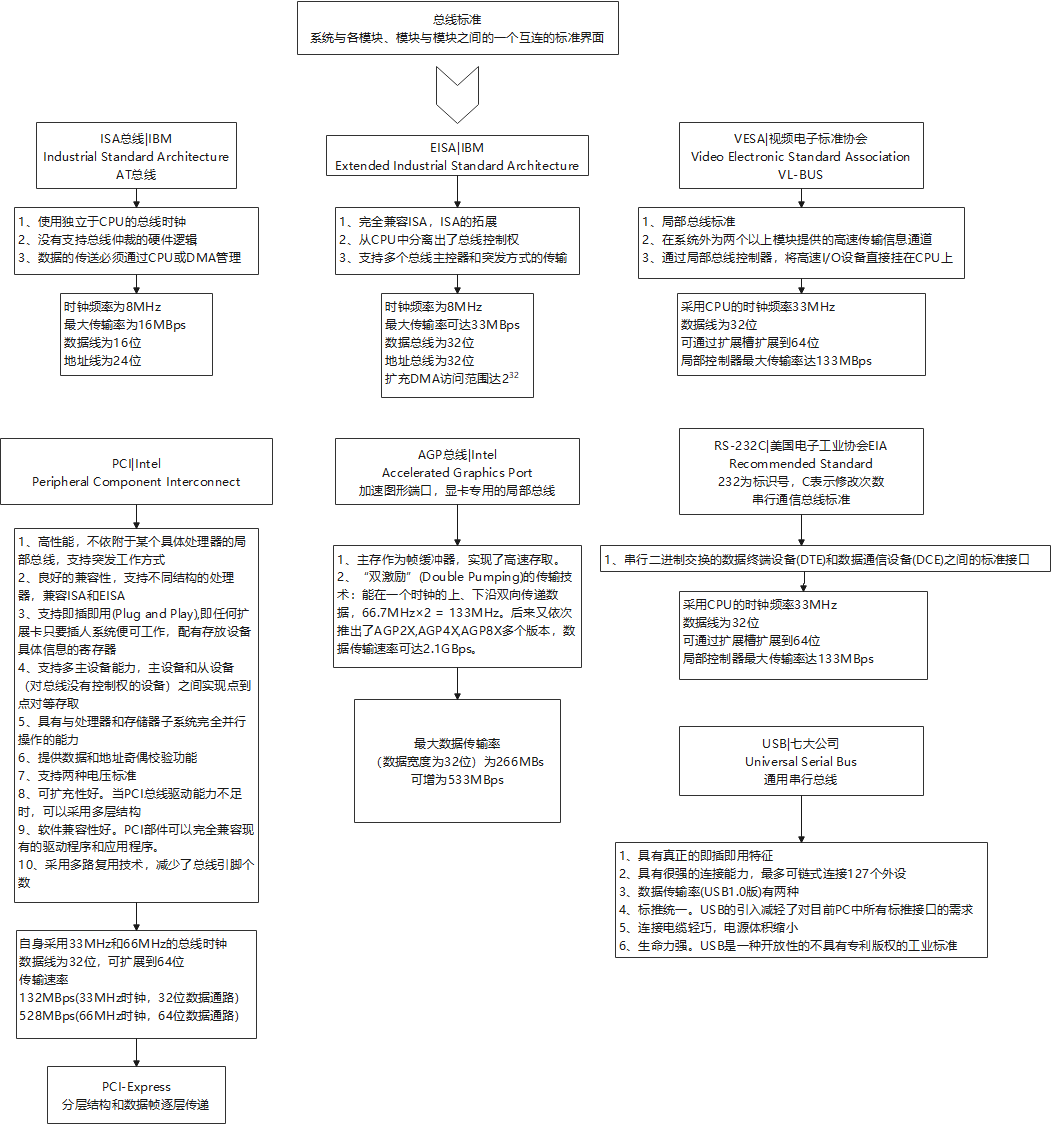 总线标准
系统与各模块、模块与模块之间的一个互连的标准界面
ISA总线|IBM
Industrial Standard Architecture
AT总线
1、使用独立于CPU的总线时钟
2、没有支持总线仲裁的硬件逻辑
3、数据的传送必须通过CPU或DMA管理
时钟频率为8MHz
最大传输率为16MBps
数据线为16位
地址线为24位
EISA|IBM
Extended Industrial Standard Architecture
1、完全兼容ISA，ISA的拓展
2、从CPU中分离出了总线控制权
3、支持多个总线主控器和突发方式的传输
时钟频率为8MHz
最大传输率可达33MBps
数据总线为32位
地址总线为32位
扩充DMA访问范围达2³²
VESA|视频电子标准协会
Video Electronic Standard Association
VL-BUS
1、局部总线标准
2、在系统外为两个以上模块提供的高速传输信息通道
3、通过局部总线控制器，将高速I/O设备直接挂在CPU上
采用CPU的时钟频率33MHz
数据线为32位
可通过扩展槽扩展到64位
局部控制器最大传输率达133MBps
PCI|Intel
Peripheral Component Interconnect
1、高性能，不依附于某个具体处理器的局
部总线，支持突发工作方式
2、良好的兼容性，支持不同结构的处理
器，兼容ISA和EISA
3、支持即插即用(Plug and Play),即任何扩
展卡只要插人系统便可工作，配有存放设备
具体信息的寄存器
4、支持多主设备能力，主设备和从设备
（对总线没有控制权的设备）之间实现点到
点对等存取
5、具有与处理器和存储器子系统完全并行
操作的能力
6、提供数据和地址奇偶校验功能
7、支持两种电压标准
8、可扩充性好。当PCI总线驱动能力不足
时，可以采用多层结构
9、软件兼容性好。PCI部件可以完全兼容现
有的驱动程序和应用程序。
10、采用多路复用技术，减少了总线引脚个
数
自身采用33MHz和66MHz的总线时钟
数据线为32位，可扩展到64位
传输速率
132MBps(33MHz时钟，32位数据通路)
528MBps(66MHz时钟，64位数据通路)
PCI-Express
分层结构和数据帧逐层传递
AGP总线|Intel
Accelerated Graphics Port
加速图形端口，显卡专用的局部总线
1、主存作为帧缓冲器，实现了高速存取。
2、“双激励”(Double Pumping)的传输技
术：能在一个时钟的上、下沿双向传递数
据，66.7MHz×2 = 133MHz。后来又依次
推出了AGP2X,AGP4X,AGP8X多个版本，数
据传输速率可达2.1GBps。
最大数据传输率
（数据宽度为32位）为266MBs
可增为533MBps
RS-232C|美国电子工业协会EIA
Recommended Standard
232为标识号，C表示修改次数
串行通信总线标准
1、串行二进制交换的数据终端设备(DTE)和数据通信设备(DCE)之间的标准接口
采用CPU的时钟频率33MHz
数据线为32位
可通过扩展槽扩展到64位
局部控制器最大传输率达133MBps
USB|七大公司
Universal Serial Bus
通用串行总线
1、具有真正的即插即用特征
2、具有很强的连接能力，最多可链式连接127个外设
3、数据传输率(USB1.0版)有两种
4、标推统一。USB的引入减轻了对目前PC中所有标推接口的需求
5、连接电缆轻巧，电源体积缩小
6、生命力强。USB是一种开放性的不具有专利版权的工业标准